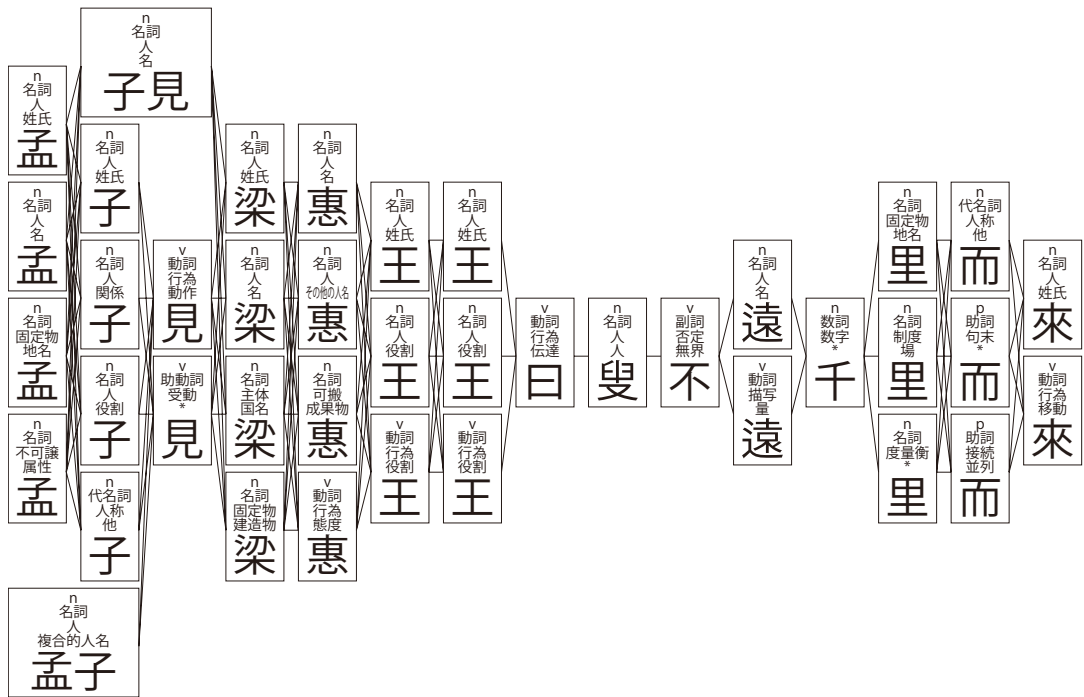 n
名詞
人
名
子見
n
名詞
人
姓氏
孟
n
名詞
人
名
孟
n
名詞
固定物
地名
孟
n
名詞
不可譲
属性
孟
n
名詞
人
複合的人名
孟子
n
名詞
人
姓氏
子
n
名詞
人
関係
子
n
名詞
人
役割
子
n
代名詞
人称
他
子
v
動詞
行為
動作
見
v
助動詞
受動
*
見
n
名詞
人
姓氏
梁
n
名詞
人
名
梁
n
名詞
主体
国名
梁
n
名詞
固定物
建造物
梁
n
名詞
人
名
惠
n
名詞
人
その他の人名
惠
n
名詞
可搬
成果物
惠
v
動詞
行為
態度
惠
n
名詞
人
姓氏
王
n
名詞
人
役割
王
v
動詞
行為
役割
王
n
名詞
人
姓氏
王
n
名詞
人
役割
王
v
動詞
行為
役割
王
v
動詞
行為
伝達
曰
n
名詞
人
人
叟
v
副詞
否定
無界
不
n
名詞
人
名
遠
v
動詞
描写
量
遠
n
数詞
数字
*
千
n
名詞
固定物
地名
里
n
名詞
制度
場
里
n
名詞
度量衡
*
里
n
代名詞
人称
他
而
p
助詞
句末
*
而
p
助詞
接続
並列
而
n
名詞
人
姓氏
來
v
動詞
行為
移動
來